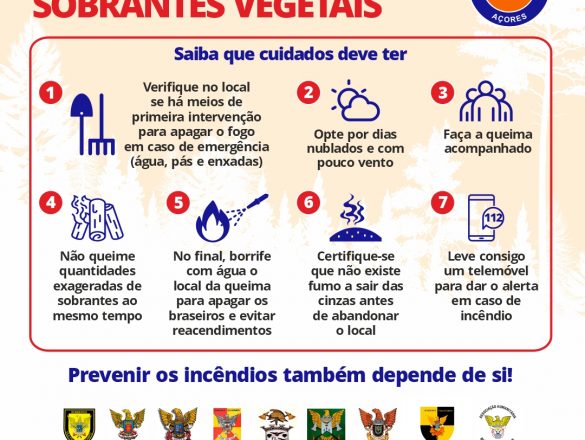 SOBRANTES VEGETAIS
AÇORES
Saiba que cuidados deve ter
1
Verifique no local
se há meios de
primeira intervenção
para apagar o fogo
em caso de emergência
(água, pás e enxadas)
2
Opte por dias
nublados e com
pouco vento
3
Faça a queima
acompanhado
4
Não queime
quantidades
exageradas de
sobrantes ao
mesmo tempo
5
No final, borrife
com água o
local da queima
para apagar os
braseiros e evitar
reacendimentos
6
Certifique-se
que não existe
fumo a sair das
cinzas antes
de abandonar
o local
7
112
Leve consigo
um telemóvel
para dar o alerta
em caso de
incêndio
Prevenir os incêndios também depende de si!